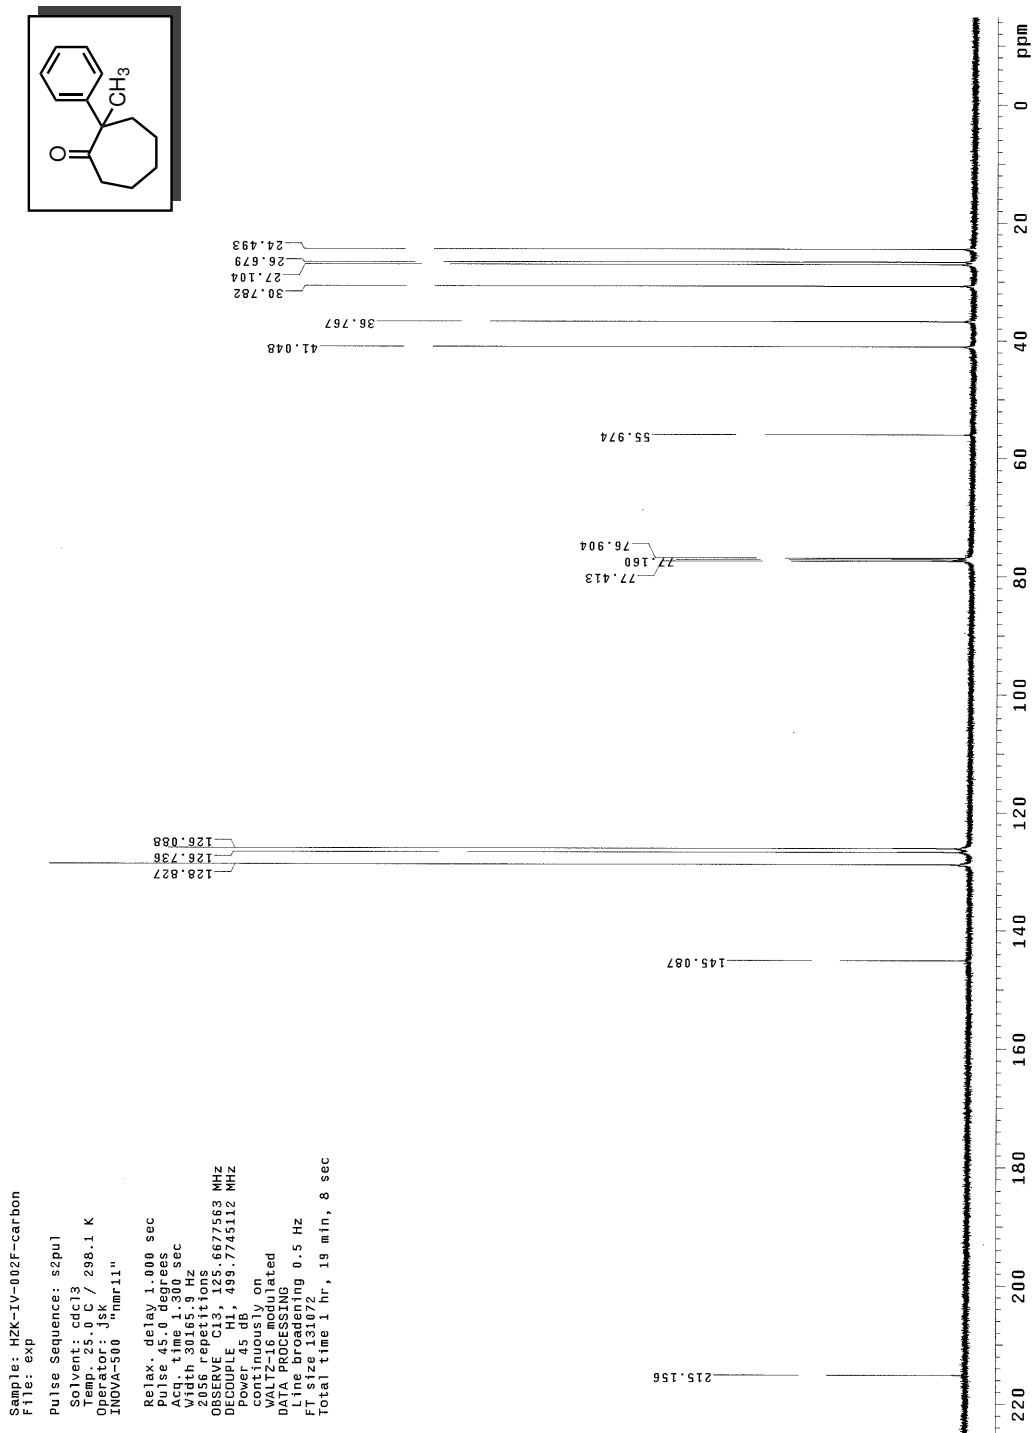 Sample: HZK-IV-002F-carbon
File: exp
Pulse Sequence: s2pul
Solvent: cdcl3
Temp. 25.0 C / 298.1 K
Operator: jsk
INOVA-500 "nmr11"
Relax. delay 1.000 sec
Pulse 45.0 degrees
Acq. time 1.300 sec
Width 30165.9 Hz
2056 repetitions
OBSERVE C13, 125.6677563 MHz
DECOUPLE H1, 499.7745112 MHz
Power 45 dB
continuously on
WALTZ-16 modulated
DATA PROCESSING
Line broadening 0.5 Hz
FT size 131072
Total time 1 hr, 19 min, 8 sec
O
CH3
215.156
145.087
128.827
126.736
126.088
77.413
77.160
76.904
55.974
41.048
36.767
30.782
27.104
26.679
24.493
220 200 180 160 140 120 100 80 60 40 20 0 ppm